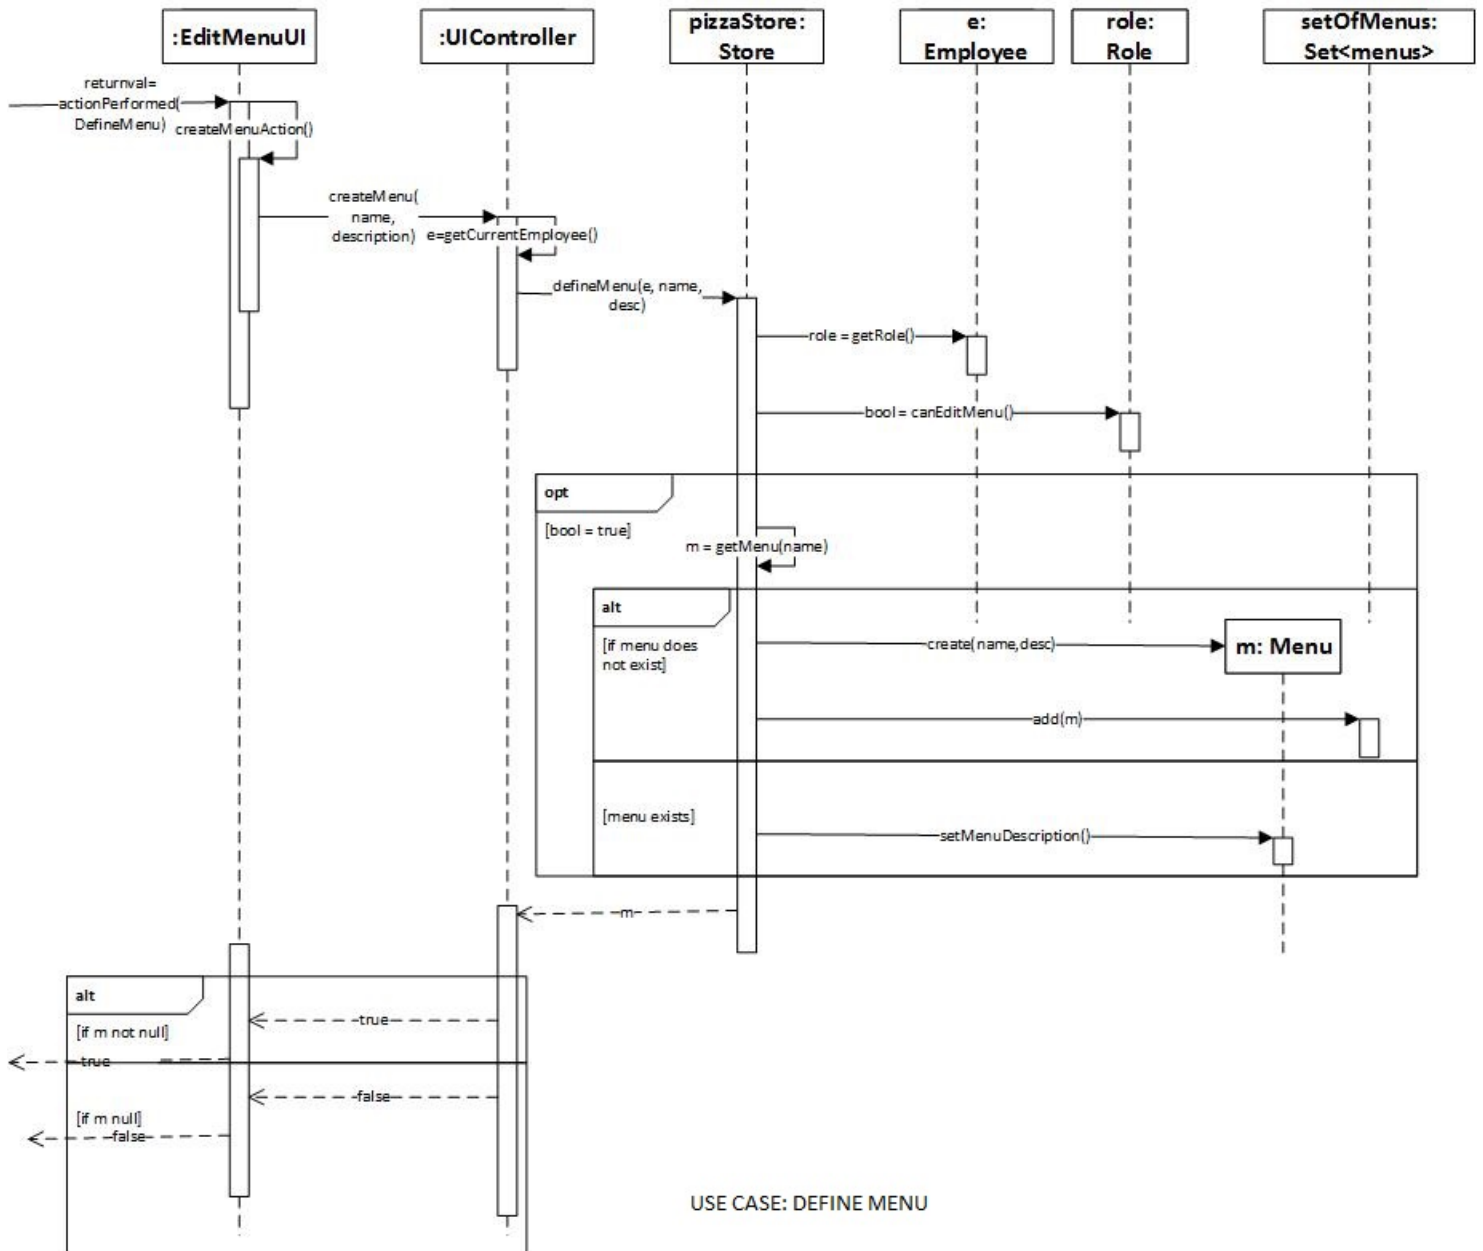 :EditMenuUI
:UIController
pizzaStore:
Store
e:
Employee
role:
Role
setOfMenus:
Set<menus>
returnval=
actionPerformed(
DefineMenu)
createMenuAction()
createMenu(
name,
description)
e=getCurrentEmployee()
defineMenu(e, name,
desc)
role = getRole()
bool = canEditMenu()
opt
[bool = true]
m = getMenu(name)
alt
[if menu does
not exist]
create(name,desc)
m: Menu
add(m)
[menu exists]
setMenuDescription()
m
alt
[if m not null]
true
true
false
[if m null]
false
USE CASE: DEFINE MENU